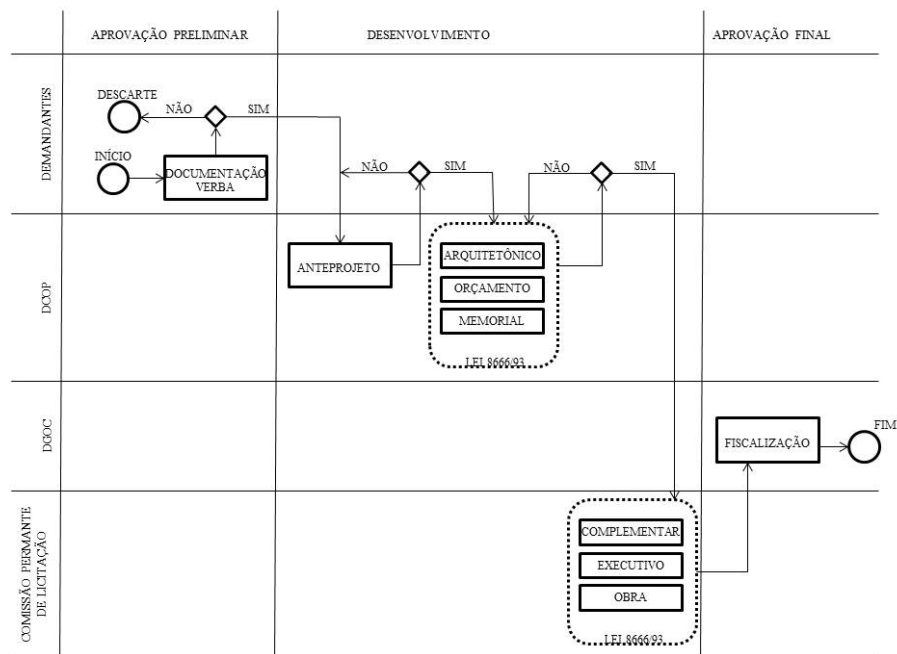 APROVAÇÃO PRELIMINAR
DESENVOLVIMENTO
APROVAÇÃO FINAL
DEMANDANTES
DESCARTE
NÃO
SIM
INÍCIO
DOCUMENTAÇÃO
VERBA
NÃO
SIM
NÃO
SIM
DCOP
ANTEPROJETO
ARQUITETÔNICO
ORÇAMENTO
MEMORIAL
LEI 8666/93
DGOC
FISCALIZAÇÃO
FIM
COMISSÃO PERMANTE
DE LICITAÇÃO
COMPLEMENTAR
EXECUTIVO
OBRA
LEI 8666/93